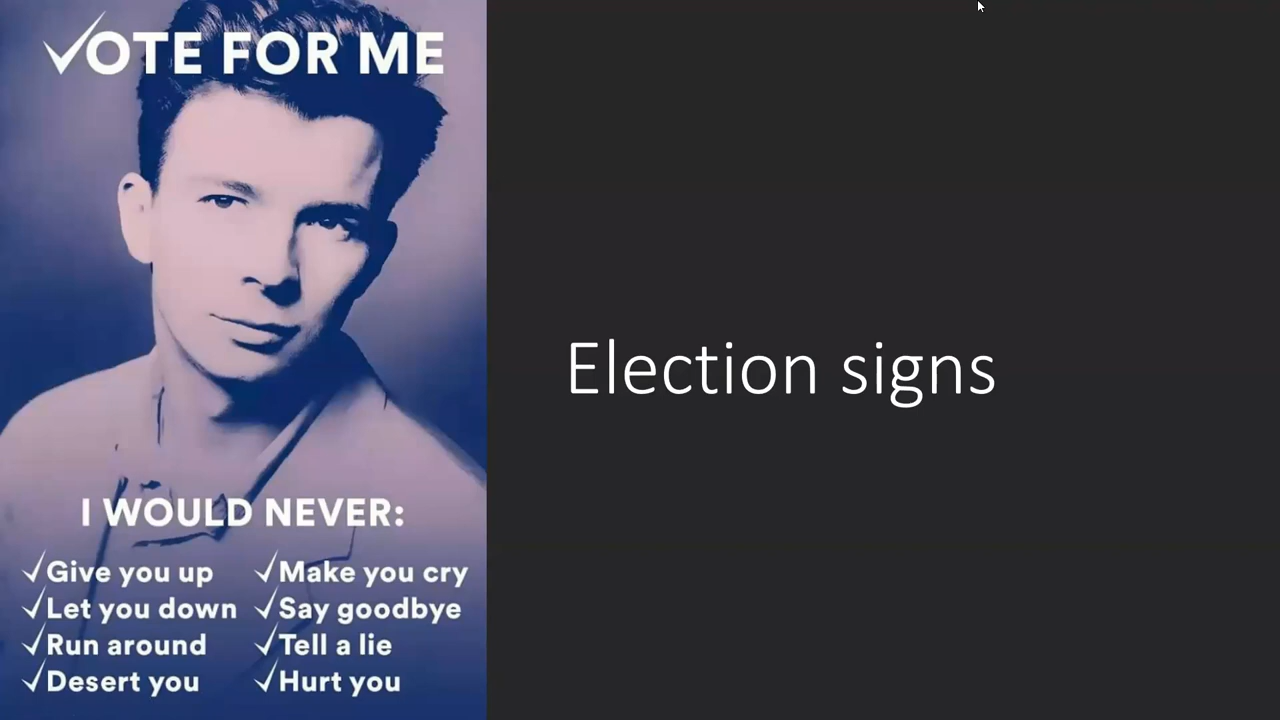 VOTE FOR ME
I WOULD NEVER:
✓Give you up
✓Let you down
✓Run around
✓Desert you
✓Make you cry
✓Say goodbye
✓Tell a lie
✓Hurt you
Election signs